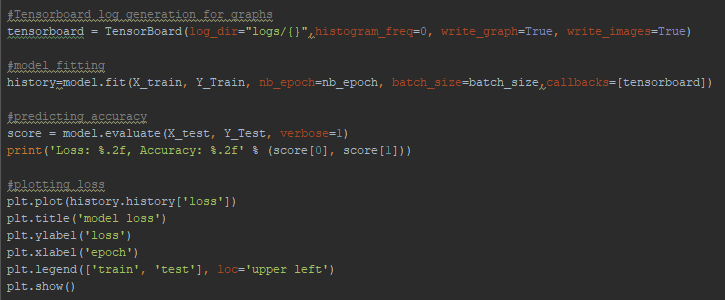 #Tensorboard log generation for graphs
tensorboard = TensorBoard(log_dir="logs/{}",histogram_freq=0, write_graph=True, write_images=True)
#model fitting
history=model.fit(X_train, Y_Train, nb_epoch=nb_epoch, batch_size=batch_size,callbacks=[tensorboard])
#predicting accuracy
score = model.evaluate(X_test, Y_Test, verbose=1)
print('Loss: %.2f, Accuracy: %.2f' % (score[0], score[1]))
#plotting loss
plt.plot(history.history['loss'])
plt.title('model loss')
plt.ylabel('loss')
plt.xlabel('epoch')
plt.legend(['train', 'test'], loc='upper left')
plt.show()